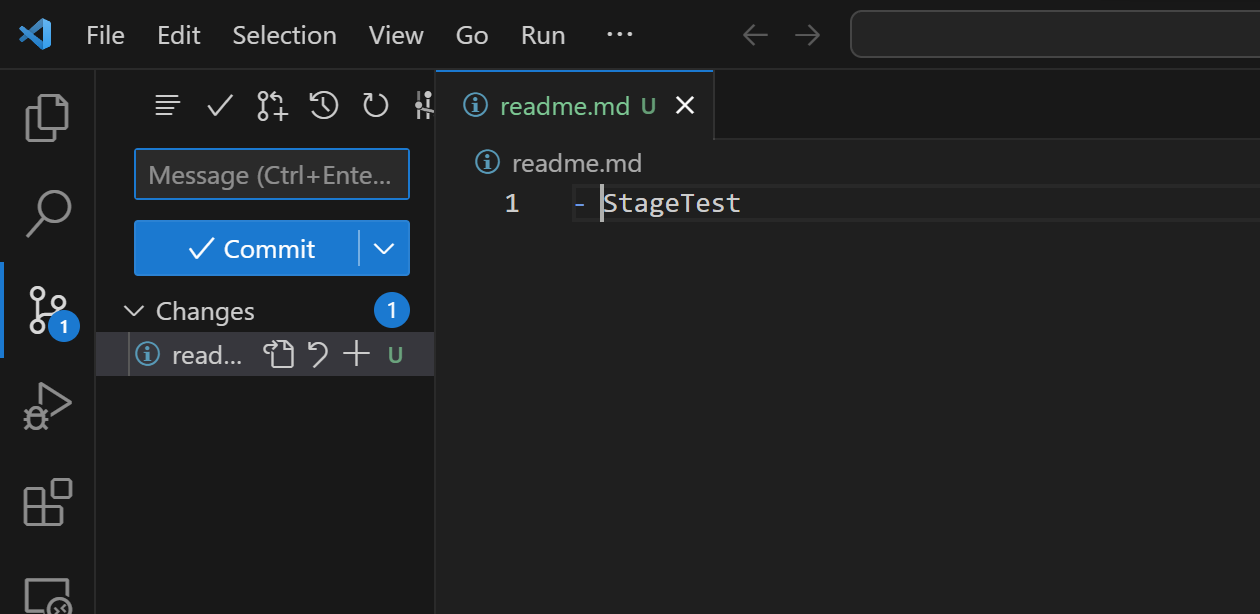 File Edit Selection View Go Run ...
readme.md U
Message (Ctrl+Ente...
readme.md
1 - StageTest
Commit
Changes 1
1
read... U